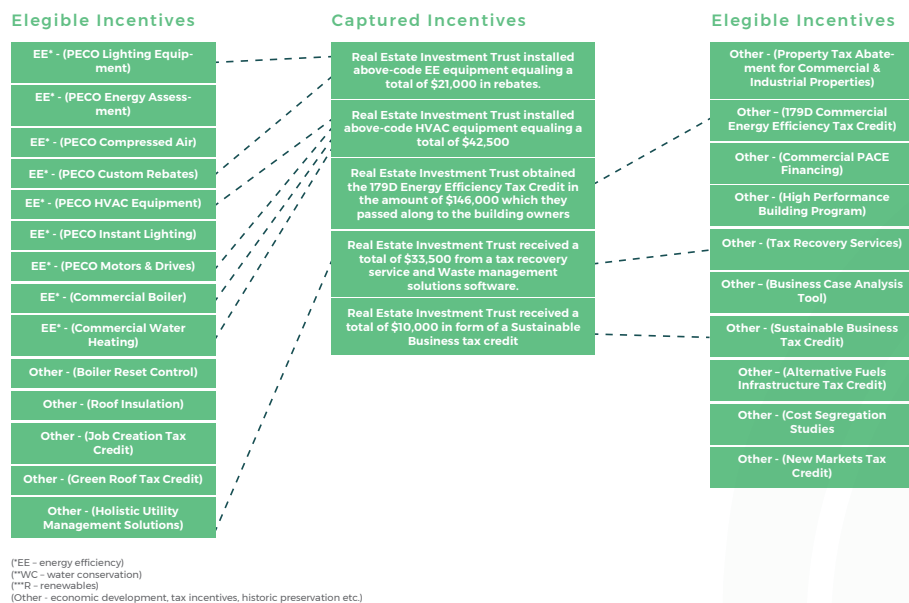 Elegible Incentives
EE* - (PECO Lighting Equip-
ment)
EE* - (PECO Energy Assess-
ment)
EE* - (PECO Compressed Air)
EE* - (PECO Custom Rebates)
EE* - (PECO HVAC Equipment)
EE* - (PECO Instant Lighting)
EE* - (PECO Motors & Drives)
EE* - (Commercial Boiler)
EE* - (Commercial Water
Heating)
Other - (Boiler Reset Control)
Other - (Roof Insulation)
Other - (Job Creation Tax
Credit)
Other - (Green Roof Tax Credit)
Other - (Holistic Utility
Management Solutions)
Captured Incentives
Real Estate Investment Trust installed
above-code EE equipment equaling a
total of $21,000 in rebates.
Real Estate Investment Trust installed
above-code HVAC equipment equaling a
total of $42,500
Real Estate Investment Trust obtained
the 179D Energy Efficiency Tax Credit in
the amount of $146,000 which they
passed along to the building owners
Real Estate Investment Trust received a
total of $33,500 from a tax recovery
service and Waste management
solutions software.
Real Estate Investment Trust received a
total of $10,000 in form of a Sustainable
Business tax credit
Elegible Incentives
Other - (Property Tax Abate-
ment for Commercial &
Industrial Properties)
Other – (179D Commercial
Energy Efficiency Tax Credit)
Other - (Commercial PACE
Financing)
Other - (High Performance
Building Program)
Other - (Tax Recovery Services)
Other – (Business Case Analysis
Tool)
Other - (Sustainable Business
Tax Credit)
Other – (Alternative Fuels
Infrastructure Tax Credit)
Other - (Cost Segregation
Studies
Other - (New Markets Tax
Credit)
(*EE – energy efficiency)
(**WC – water conservation)
(***R – renewables)
(Other - economic development, tax incentives, historic preservation etc.)